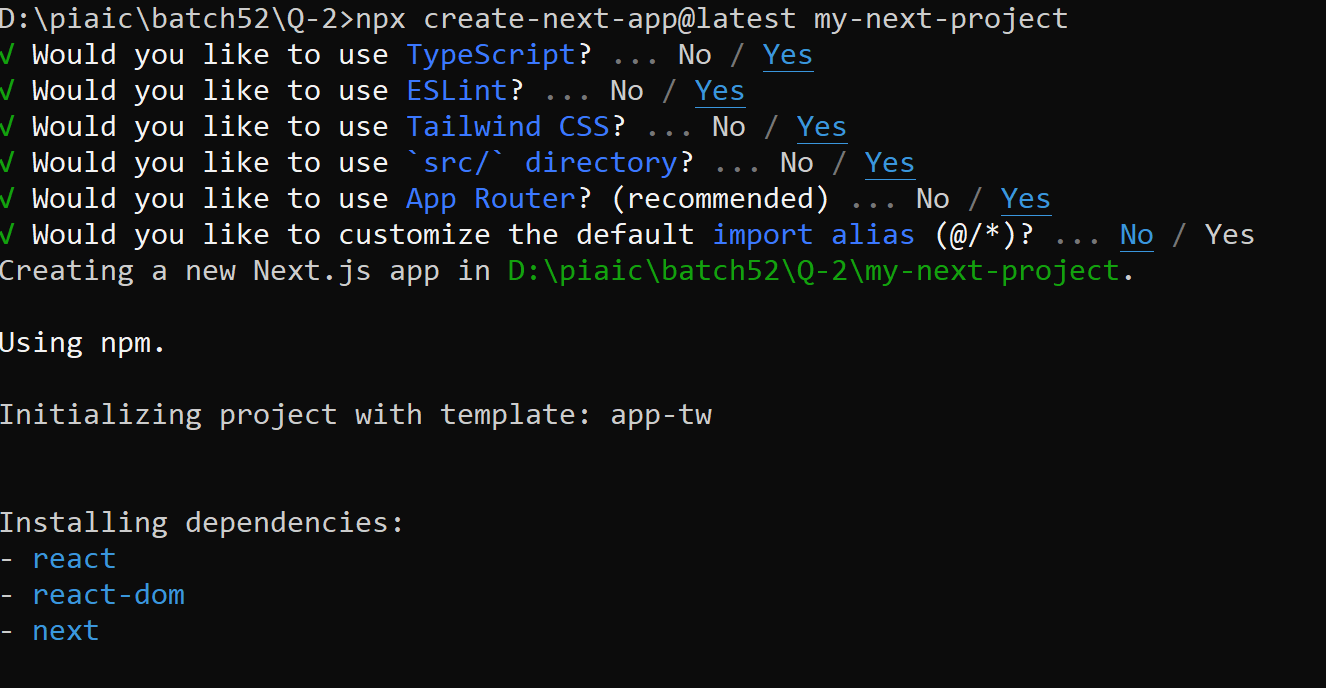 D:\piaic\batch52\Q-2>npx create-next-app@latest my-next-project
√ Would you like to use TypeScript? ... No / Yes
√ Would you like to use ESLint? ... No / Yes
√ Would you like to use Tailwind CSS? ... No / Yes
√ Would you like to use `src/` directory? ... No / Yes
√ Would you like to use App Router? (recommended) ... No / Yes
√ Would you like to customize the default import alias (@/*)? ... No / Yes
Creating a new Next.js app in D:\piaic\batch52\Q-2\my-next-project.
Using npm.
Initializing project with template: app-tw
Installing dependencies:
- react
- react-dom
- next